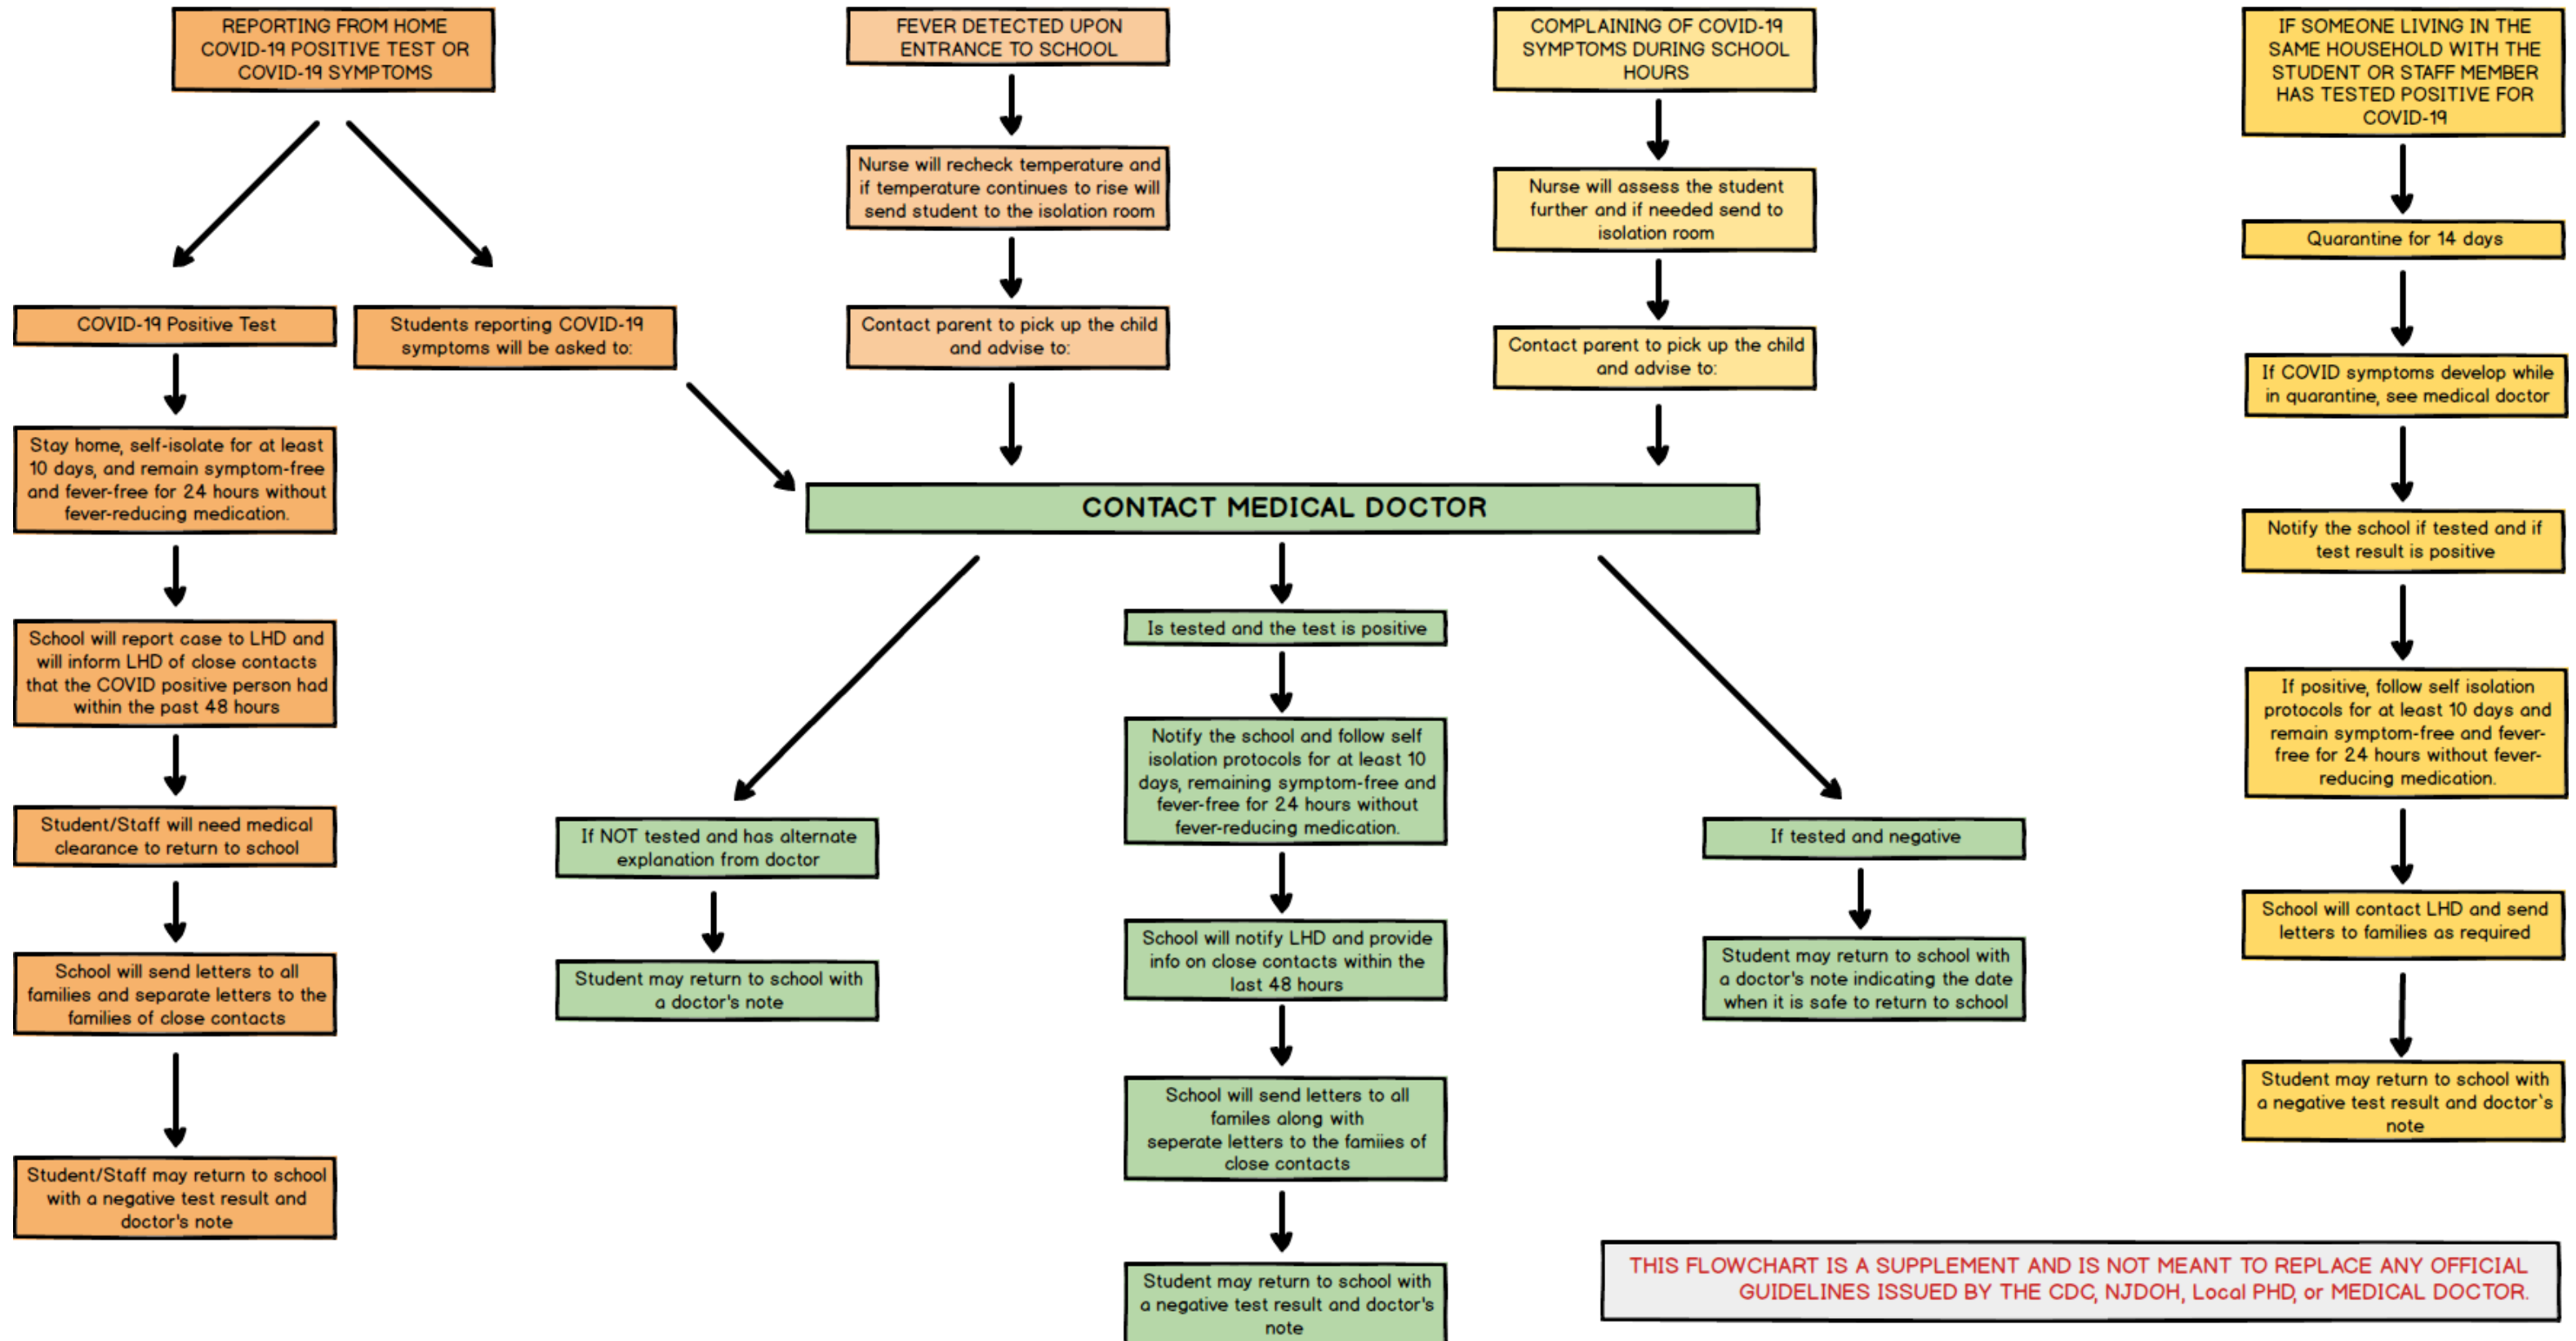 REPORTING FROM HOME
COVID-19 POSITIVE TEST OR
COVID-19 SYMPTOMS
COVID-19 Positive Test
Stay home, self-isolate for at least
10 days, and remain symptom-free
and fever-free for 24 hours without
fever-reducing medication.
School will report case to LHD and
will inform LHD of close contacts
that the COVID positive person had
within the past 48 hours
Student/Staff will need medical
clearance to return to school
School will send letters to all
families and separate letters to the
families of close contacts
Student/Staff may return to school
with a negative test result and
doctor's note
Students reporting COVID-19
symptoms will be asked to:
FEVER DETECTED UPON
ENTRANCE TO SCHOOL
Nurse will recheck temperature and
if temperature continues to rise will
send student to the isolation room
Contact parent to pick up the child
and advise to:
COMPLAINING OF COVID-19
SYMPTOMS DURING SCHOOL
HOURS
Nurse will assess the student
further and if needed send to
isolation room
Contact parent to pick up the child
and advise to:
CONTACT MEDICAL DOCTOR
If NOT tested and has alternate
explanation from doctor
Student may return to school with
a doctor's note
Is tested and the test is positive
Notify the school and follow self
isolation protocols for at least 10
days, remaining symptom-free and
fever-free for 24 hours without
fever-reducing medication.
School will notify LHD and provide
info on close contacts within the
last 48 hours
School will send letters to all
familes along with
seperate letters to the famiies of
close contacts
Student may return to school with
a negative test result and doctor's
note
If tested and negative
Student may return to school with
a doctor's note indicating the date
when it is safe to return to school
IF SOMEONE LIVING IN THE
SAME HOUSEHOLD WITH THE
STUDENT OR STAFF MEMBER
HAS TESTED POSITIVE FOR
COVID-19
Quarantine for 14 days
If COVID symptoms develop while
in quarantine, see medical doctor
Notify the school if tested and if
test result is positive
If positive, follow self isolation
protocols for at least 10 days and
remain symptom-free and fever-
free for 24 hours without fever-
reducing medication.
School will contact LHD and send
letters to families as required
Student may return to school with
a negative test result and doctor`s
note
THIS FLOWCHART IS A SUPPLEMENT AND IS NOT MEANT TO REPLACE ANY OFFICIAL
GUIDELINES ISSUED BY THE CDC, NJDOH, Local PHD, or MEDICAL DOCTOR.